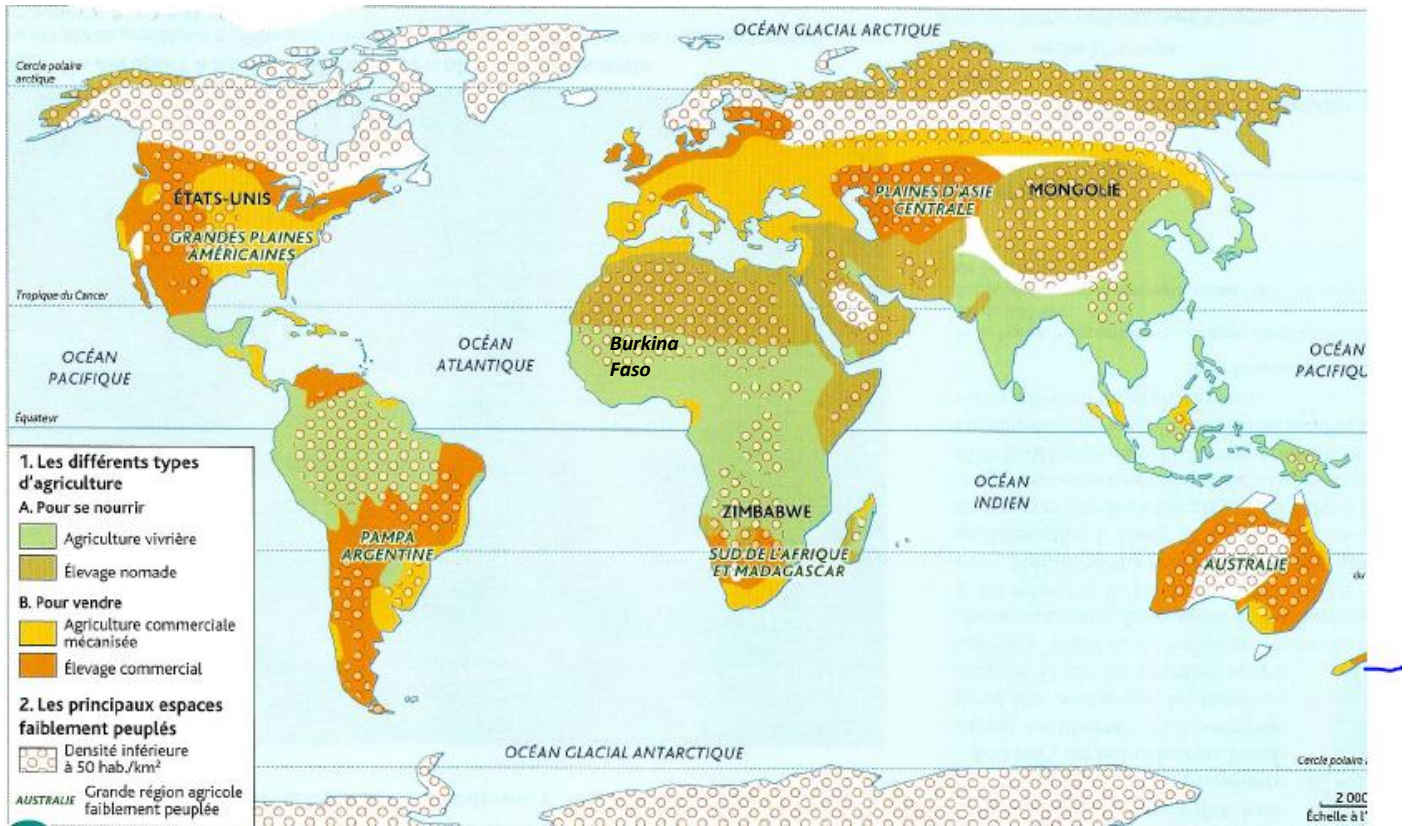 OCÉAN GLACIAL ARCTIQUE
Cercle polaire
arctique
ÉTATS-UNIS
GRANDES PLAINES
AMÉRICAINES
PLAINES D'ASIE
CENTRALE
MONGOLIE
Tropique du Cancer
OCÉAN
PACIFIQUE
OCÉAN
ATLANTIQUE
Burkina
Faso
OCÉAN
PACIFIQU
Équateur
OCÉAN
INDIEN
ZIMBABWE
PAMPA
ARGENTINE
SUD DE L'AFRIQUE
ET MADAGASCAR
AUSTRALIE
du
1. Les différents types
d'agriculture
A. Pour se nourrir
Agriculture vivrière
Élevage nomade
B. Pour vendre
Agriculture commerciale
mécanisée
Élevage commercial
2. Les principaux espaces
faiblement peuplés
Densité inférieure
à 50 hab./km²
AUSTRALIE Grande région agricole
faiblement peuplée
OCÉAN GLACIAL ANTARCTIQUE
Cercle polaire
2 000
Échelle à l'